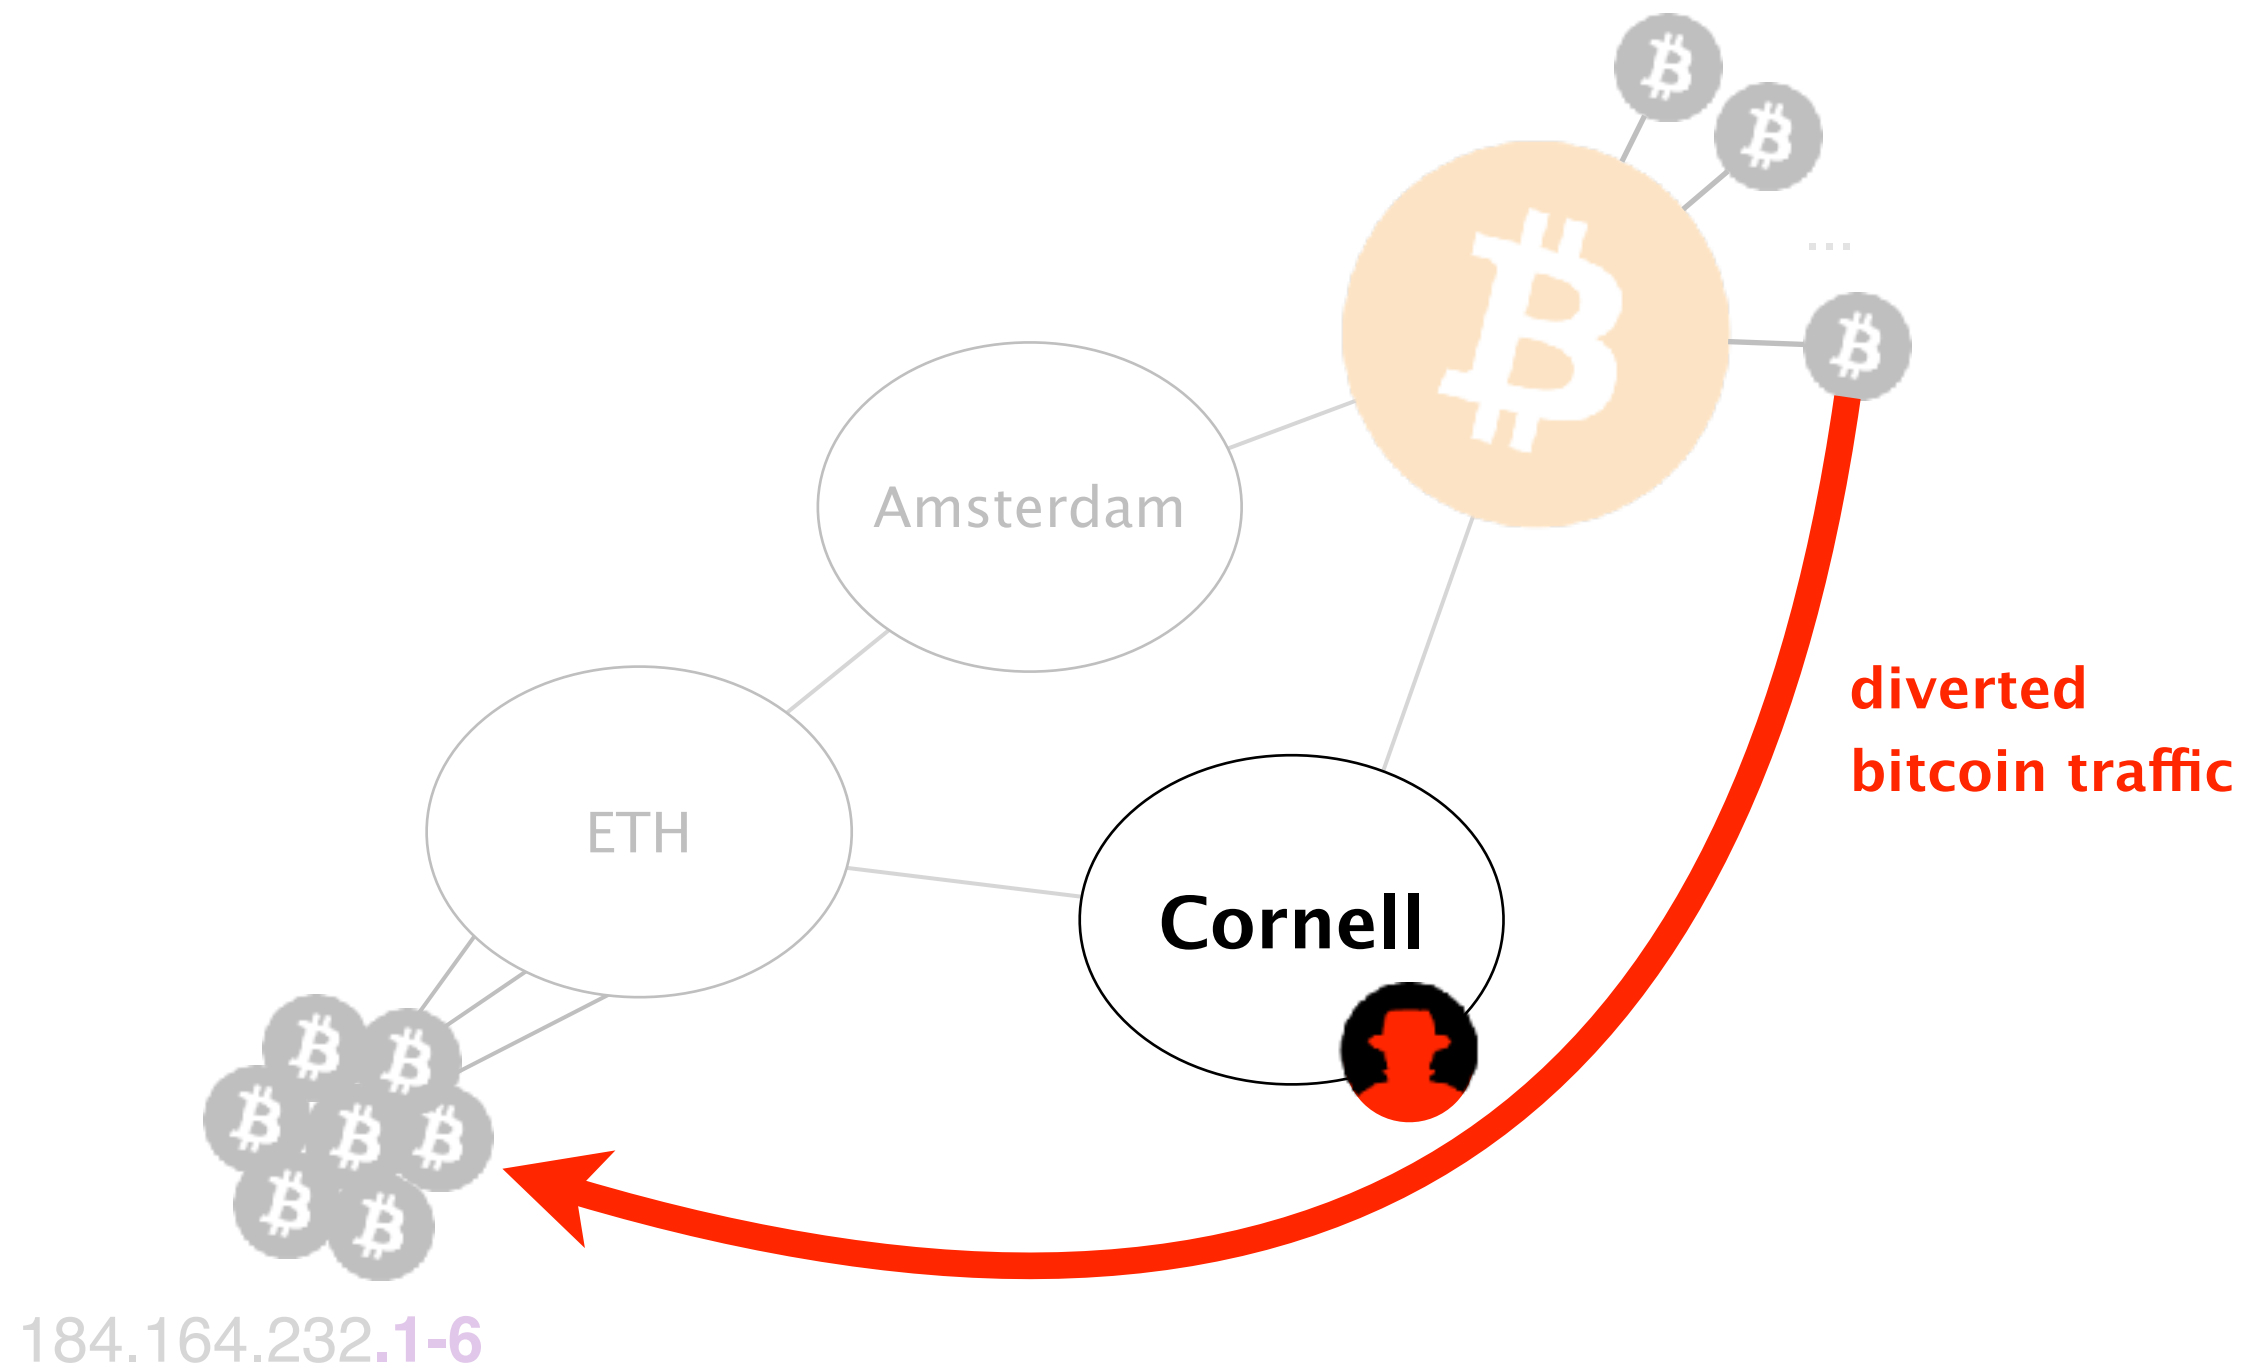 ...
Amsterdam
diverted
bitcoin traffic
ETH
Cornell
184.164.232.1-6